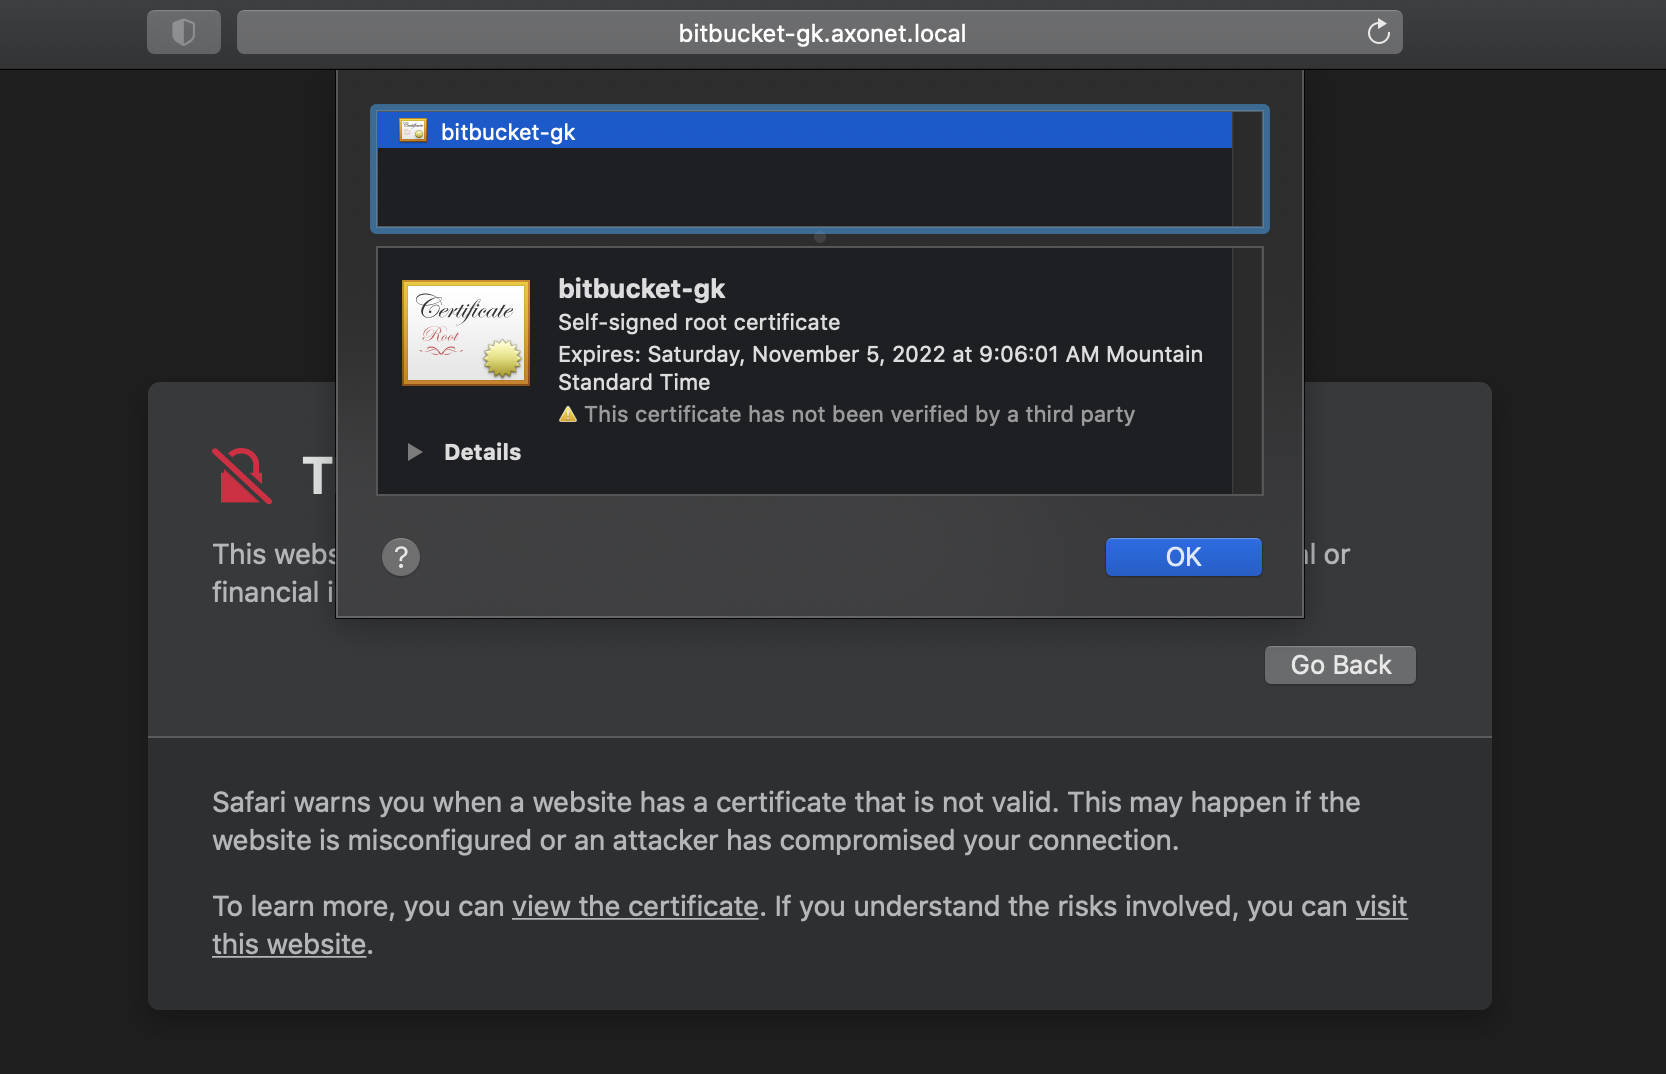 bitbucket-gk.axonet.local
bitbucket-gk
Certificate
Root
bitbucket-gk
Self-signed root certificate
Expires: Saturday, November 5, 2022 at 9:06:01 AM Mountain
Standard Time
This certificate has not been verified by a third party
Details
T
This webs
l or
financial i
?
OK
Go Back
Safari warns you when a website has a certificate that is not valid. This may happen if the
website is misconfigured or an attacker has compromised your connection.
To learn more, you can view the certificate. If you understand the risks involved, you can visit
this website.